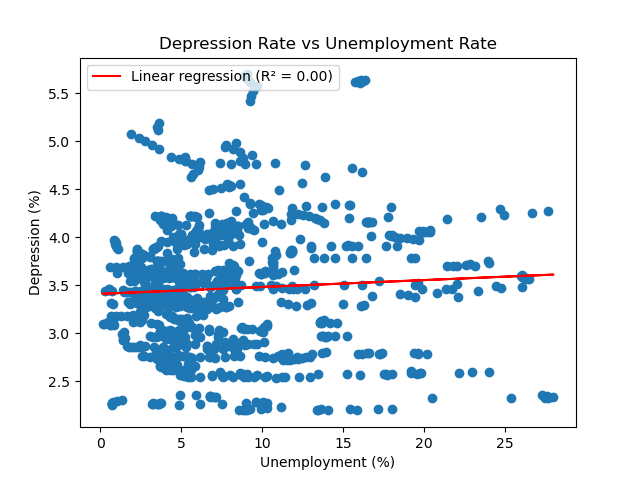 Depression Rate vs Unemployment Rate
Linear regression (R² = 0.00)
5.5
5.0
4.5
4.0
3.5
3.0
2.5
Depression (%)
0 5 10 15 20 25
Unemployment (%)